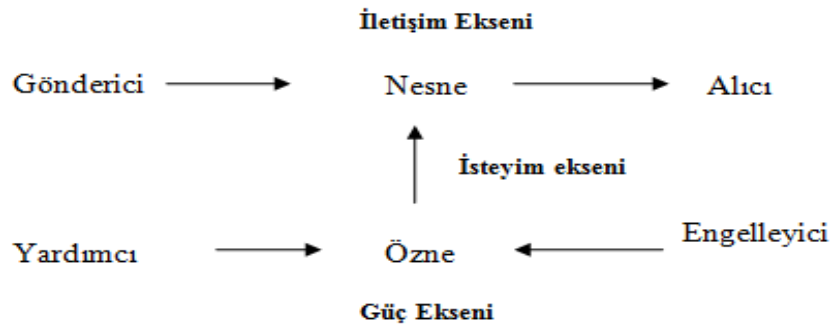 İletişim Ekseni
Gönderici Nesne Alıcı
İsteyim ekseni
Yardımcı Özne Engelleyici
Güç Ekseni